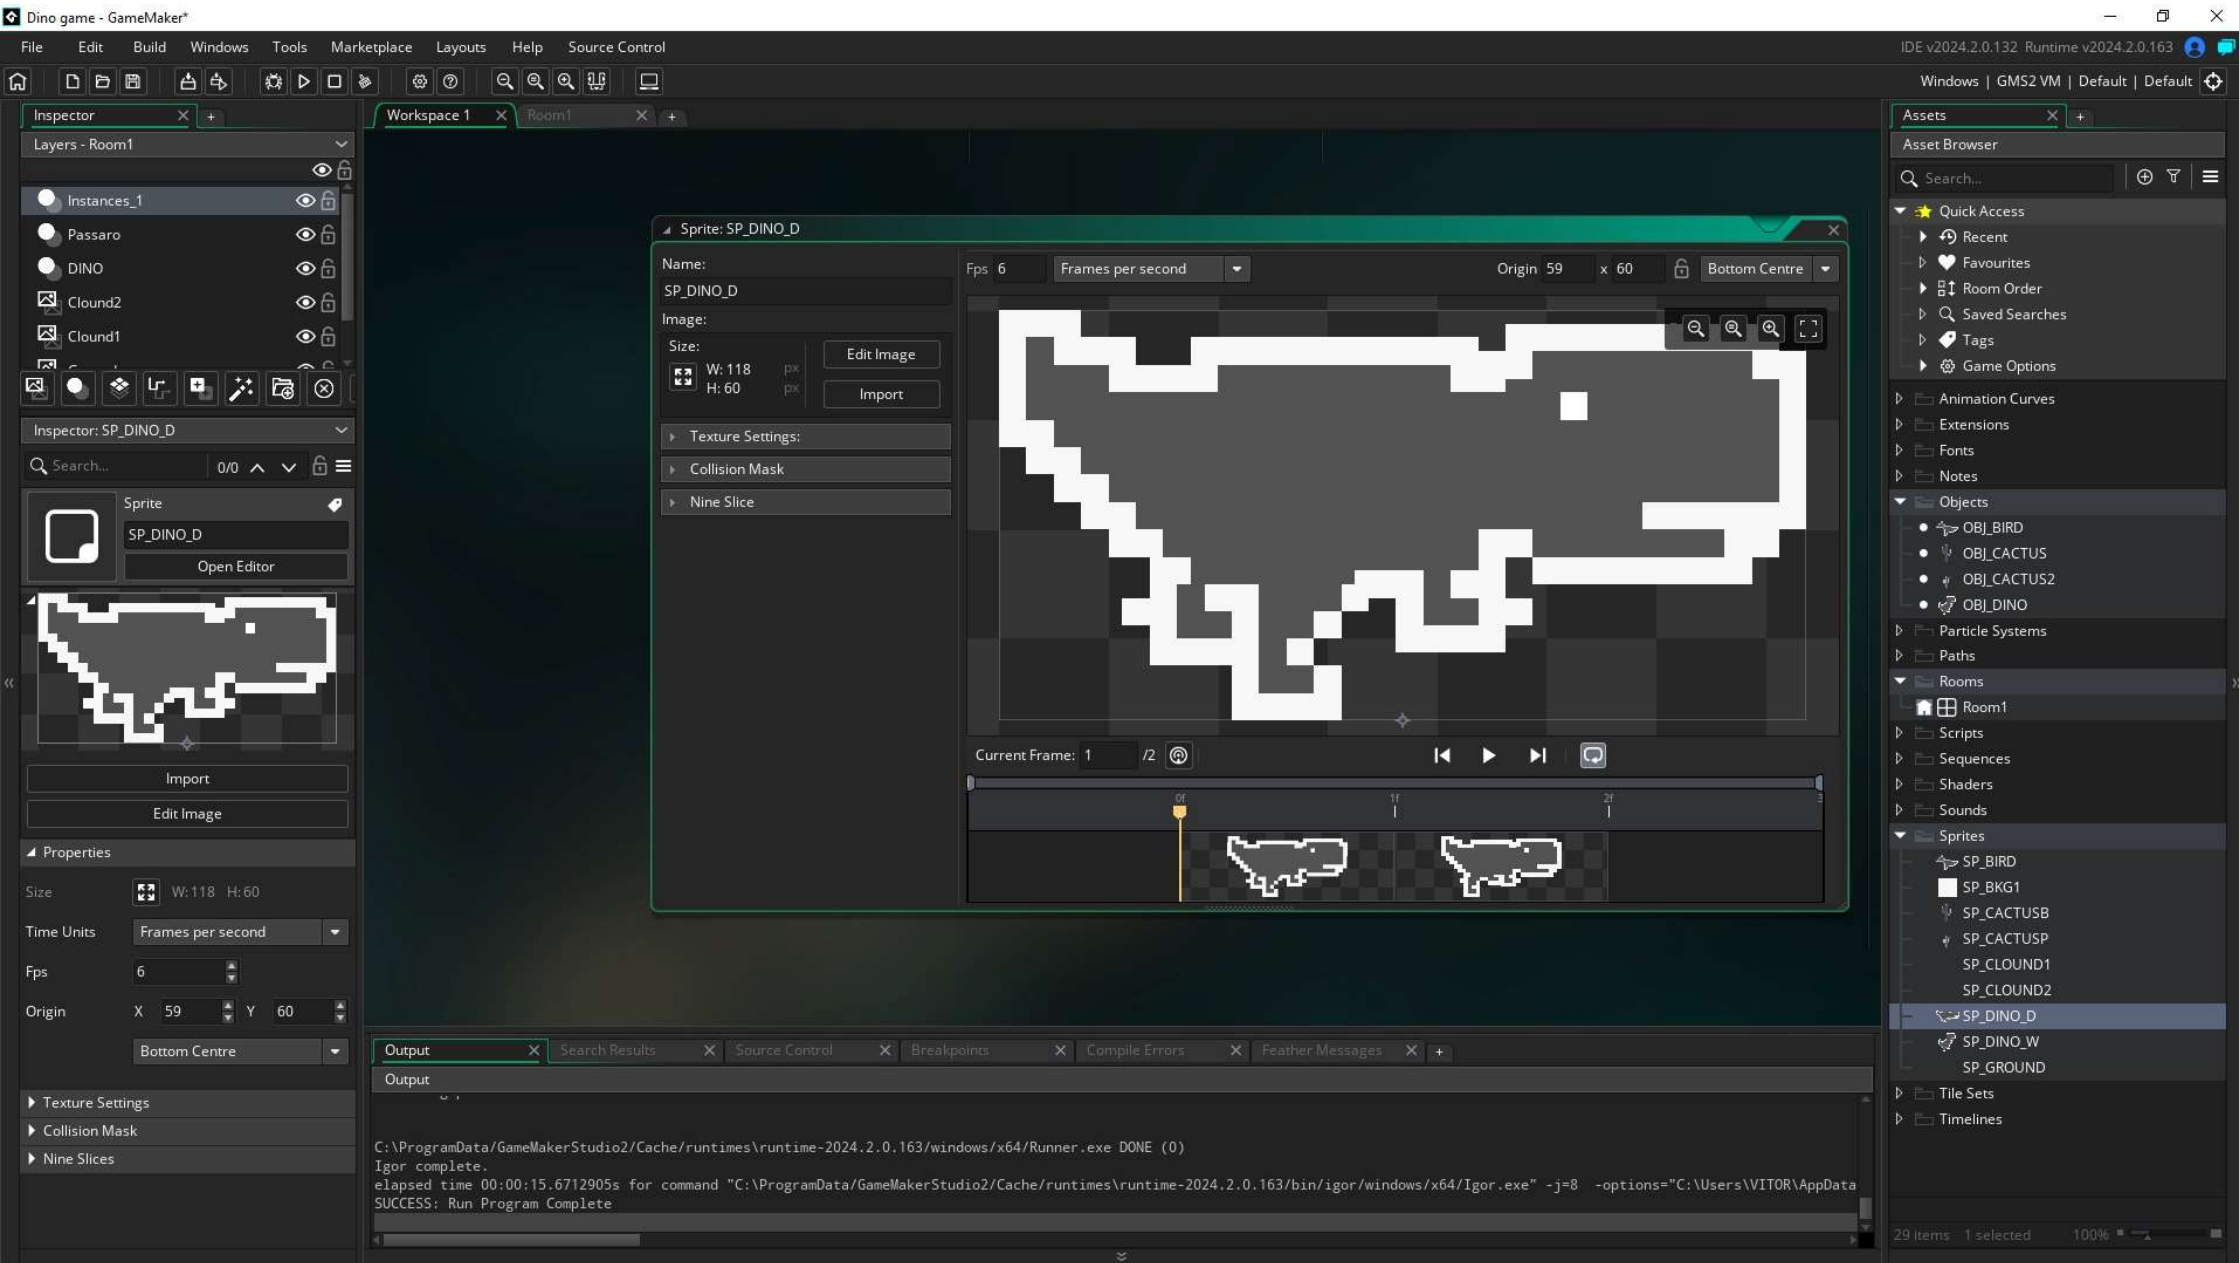 Dino game - GameMaker*
File Edit Build Windows Tools Marketplace Layouts Help Source Control
IDE v2024.2.0.132 Runtime v2024.2.0.163
Windows | GMS2 VM | Default | Default
Inspector
Layers - Room1
Instances_1
Passaro
DINO
Clound2
Clound1
Inspector: SP_DINO_D
Search...
0/0
Sprite
SP_DINO_D
Open Editor
Import
Edit Image
Properties
Size W: 118 H: 60
Time Units Frames per second
Fps 6
Origin X 59 Y 60
Bottom Centre
Texture Settings
Collision Mask
Nine Slices
Workspace 1
Room1
Sprite: SP_DINO_D
Name:
SP_DINO_D
Image:
Size:
W: 118 px
H: 60 px
Edit Image
Import
Texture Settings:
Collision Mask
Nine Slice
Fps 6 Frames per second
Origin 59 x 60 Bottom Centre
Current Frame: 1 /2
0f 1f 2f 3
Output Search Results Source Control Breakpoints Compile Errors Feather Messages
Output
C:\ProgramData/GameMakerStudio2/Cache/runtimes\runtime-2024.2.0.163/windows/x64/Runner.exe DONE (0)
Igor complete.
elapsed time 00:00:15.6712905s for command "C:\ProgramData/GameMakerStudio2/Cache/runtimes\runtime-2024.2.0.163/bin/igor/windows/x64/Igor.exe" -j=8 -options="C:\Users\VITOR\AppData
SUCCESS: Run Program Complete
Assets
Asset Browser
Search...
Quick Access
Recent
Favourites
Room Order
Saved Searches
Tags
Game Options
Animation Curves
Extensions
Fonts
Notes
Objects
OBJ_BIRD
OBJ_CACTUS
OBJ_CACTUS2
OBJ_DINO
Particle Systems
Paths
Rooms
Room1
Scripts
Sequences
Shaders
Sounds
Sprites
SP_BIRD
SP_BKG1
SP_CACTUSB
SP_CACTUSP
SP_CLOUND1
SP_CLOUND2
SP_DINO_D
SP_DINO_W
SP_GROUND
Tile Sets
Timelines
29 items 1 selected 100%